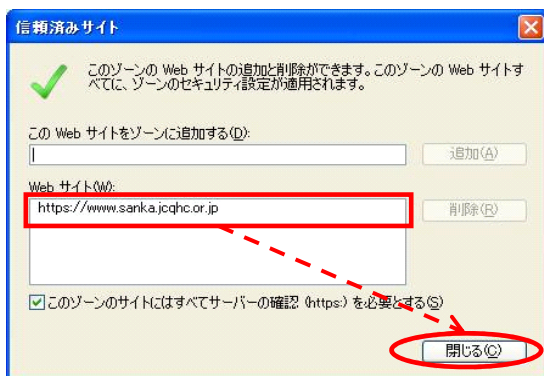 信頼済みサイト
このゾーンの Web サイトの追加と削除ができます。このゾーンの Web サイトす
べてに、ゾーンのセキュリティ設定が適用されます。
この Web サイトをゾーンに追加する(D):
追加(A)
Web サイト(W):
https://www.sanka.jcqhc.or.jp
削除(R)
このゾーンのサイトにはすべてサーバーの確認 (https:) を必要とする(S)
閉じる(C)